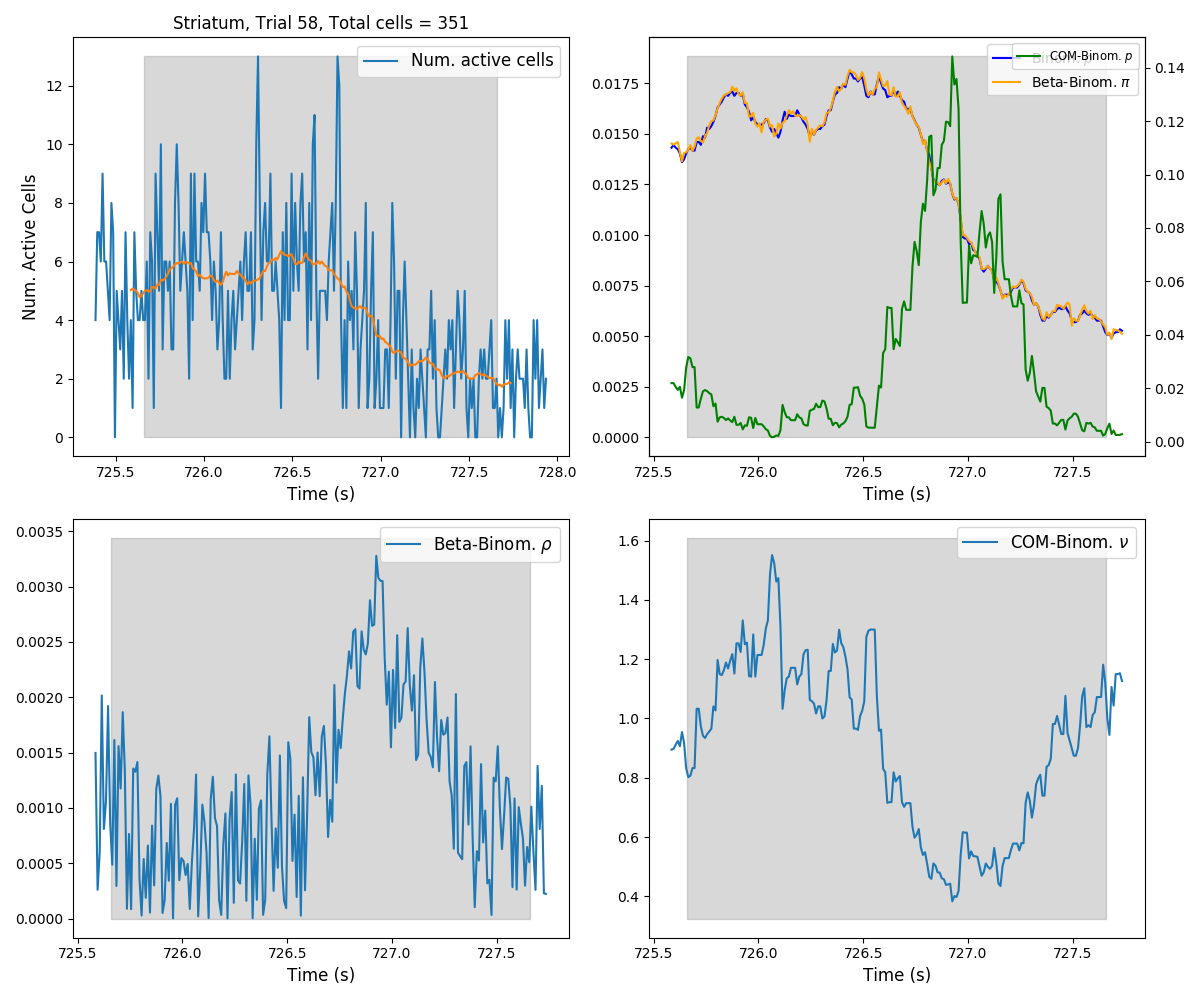 Striatum, Trial 58, Total cells = 351
Num. active cells
Num. Active Cells
12
10
8
6
4
2
0
725.5 726.0 726.5 727.0 727.5 728.0
Time (s)
COM-Binom. p
Beta-Binom. π
0.0175
0.0150
0.0125
0.0100
0.0075
0.0050
0.0025
0.0000
0.14
0.12
0.10
0.08
0.06
0.04
0.02
0.00
725.5 726.0 726.5 727.0 727.5
Time (s)
Beta-Binom. ρ
0.0035
0.0030
0.0025
0.0020
0.0015
0.0010
0.0005
0.0000
725.5 726.0 726.5 727.0 727.5
Time (s)
COM-Binom. ν
1.6
1.4
1.2
1.0
0.8
0.6
0.4
725.5 726.0 726.5 727.0 727.5
Time (s)